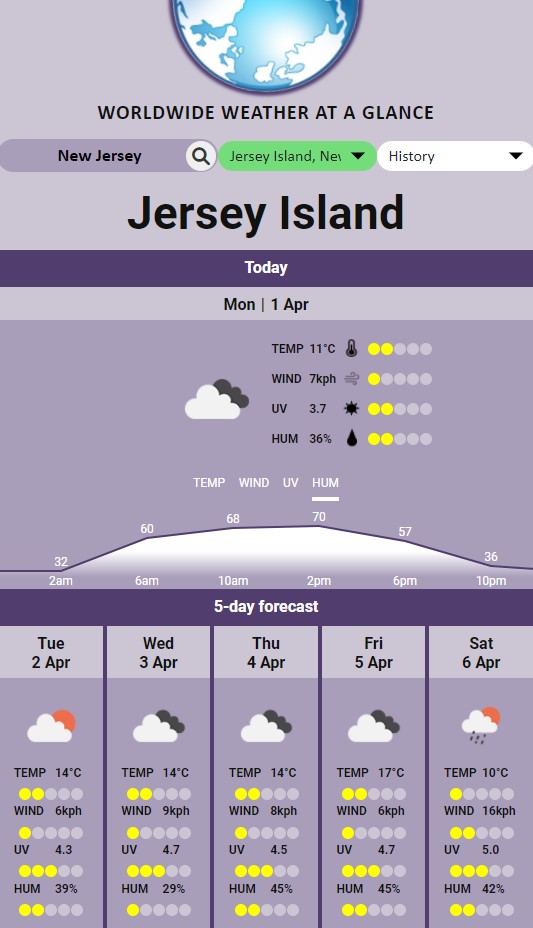 WORLDWIDE WEATHER AT A GLANCE
New Jersey Jersey Island, Nev History
Jersey Island
Today
Mon | 1 Apr
TEMP 11°C
WIND 7kph
UV 3.7
HUM 36%
TEMP WIND UV HUM
32 60 68 70 57 36
2am 6am 10am 2pm 6pm 10pm
5-day forecast
Tue Wed Thu Fri Sat
2 Apr 3 Apr 4 Apr 5 Apr 6 Apr
TEMP 14°C TEMP 14°C TEMP 14°C TEMP 17°C TEMP 10°C
WIND 6kph WIND 9kph WIND 8kph WIND 6kph WIND 16kph
UV 4.3 UV 4.7 UV 4.5 UV 4.7 UV 5.0
HUM 39% HUM 29% HUM 45% HUM 45% HUM 42%